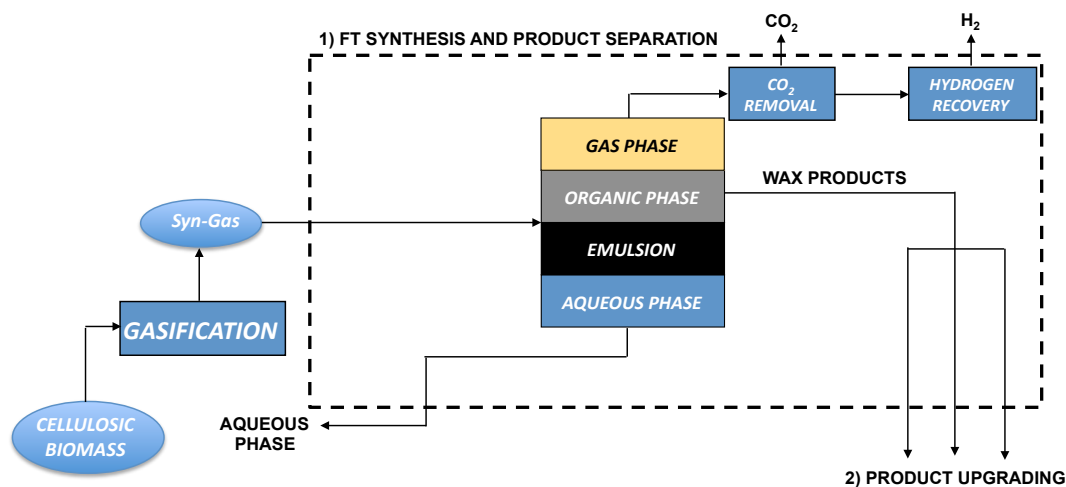 1) FT SYNTHESIS AND PRODUCT SEPARATION
CO2
H2
CO2
REMOVAL
HYDROGEN
RECOVERY
GAS PHASE
ORGANIC PHASE
WAX PRODUCTS
Syn-Gas
EMULSION
AQUEOUS PHASE
GASIFICATION
CELLULOSIC
BIOMASS
AQUEOUS
PHASE
2) PRODUCT UPGRADING